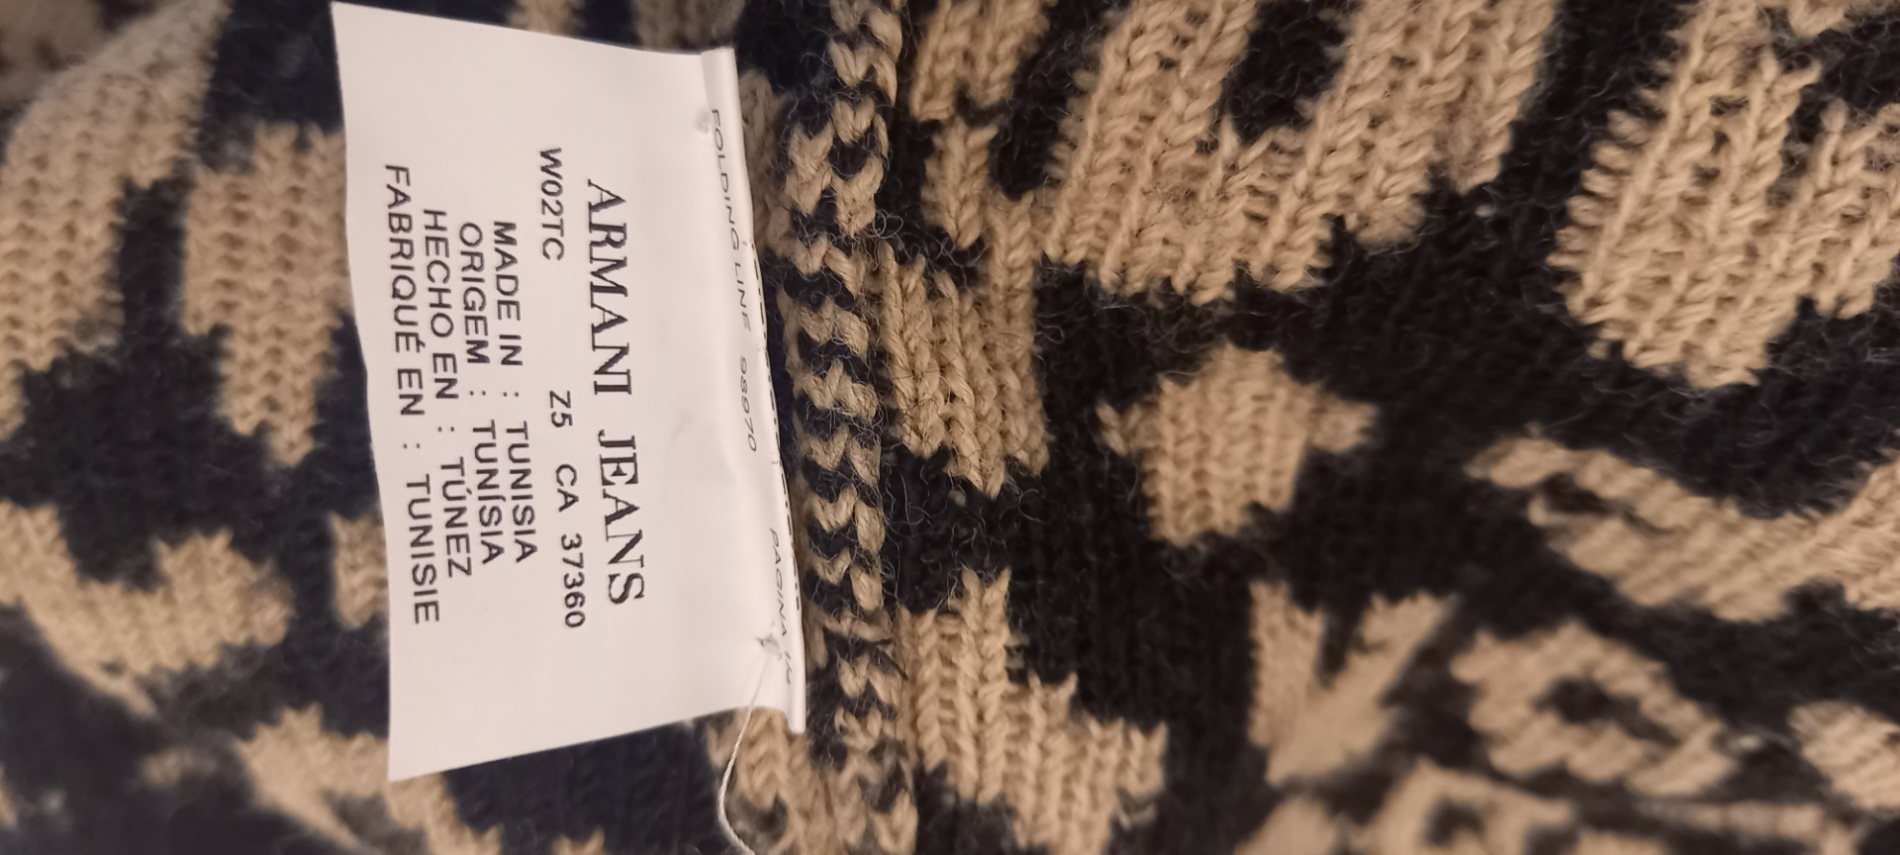 FOLDING LINE 98970
ARMANI JEANS
W02TC Z5 CA 37360
MADE IN : TUNISIA
ORIGEM : TUNÍSIA
HECHO EN : TÚNEZ
FABRIQUÉ EN : TUNISIE